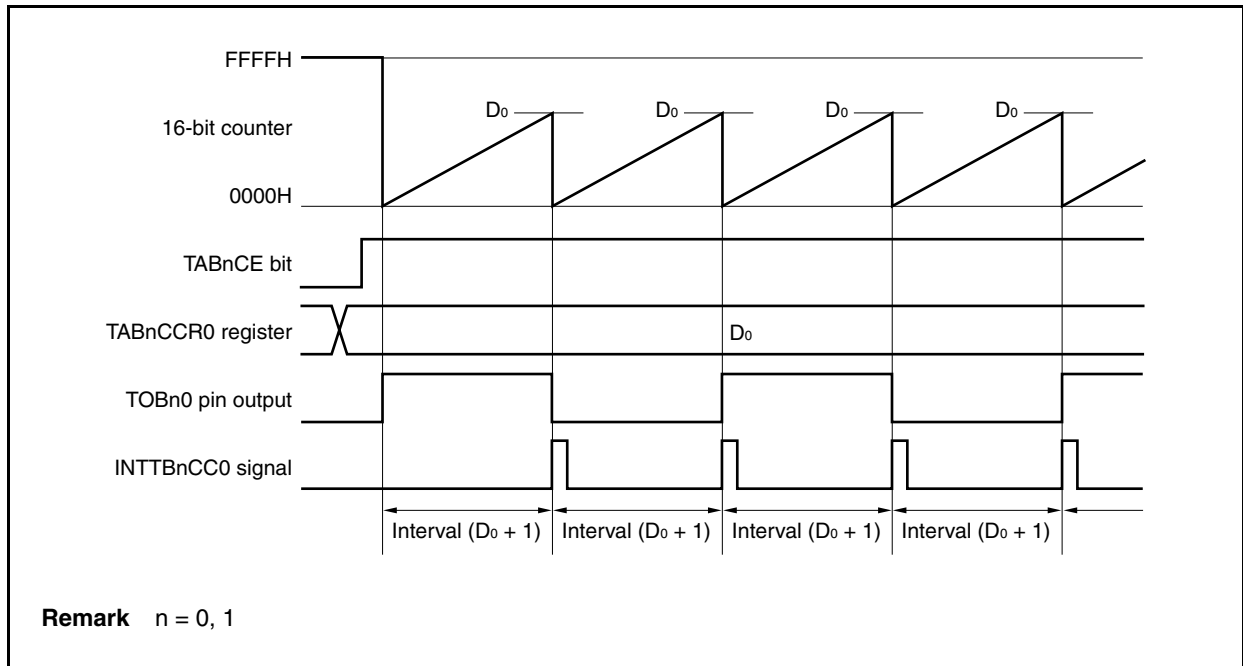 FFFFH
D0 D0 D0 D0
16-bit counter
0000H
TABnCE bit
TABnCCR0 register
D0
TOBn0 pin output
INTTBnCC0 signal
Interval (D0 + 1) Interval (D0 + 1) Interval (D0 + 1) Interval (D0 + 1)
Remark n = 0, 1